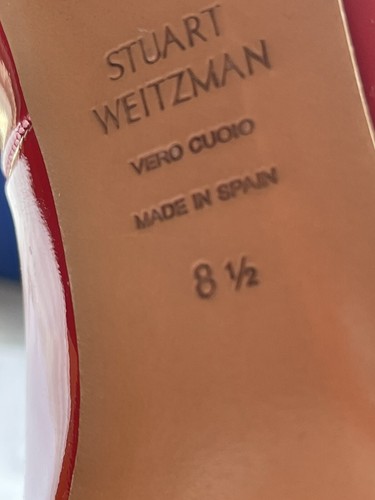 STUART
WEITZMAN
VERO CUOIO
MADE IN SPAIN
8 ½